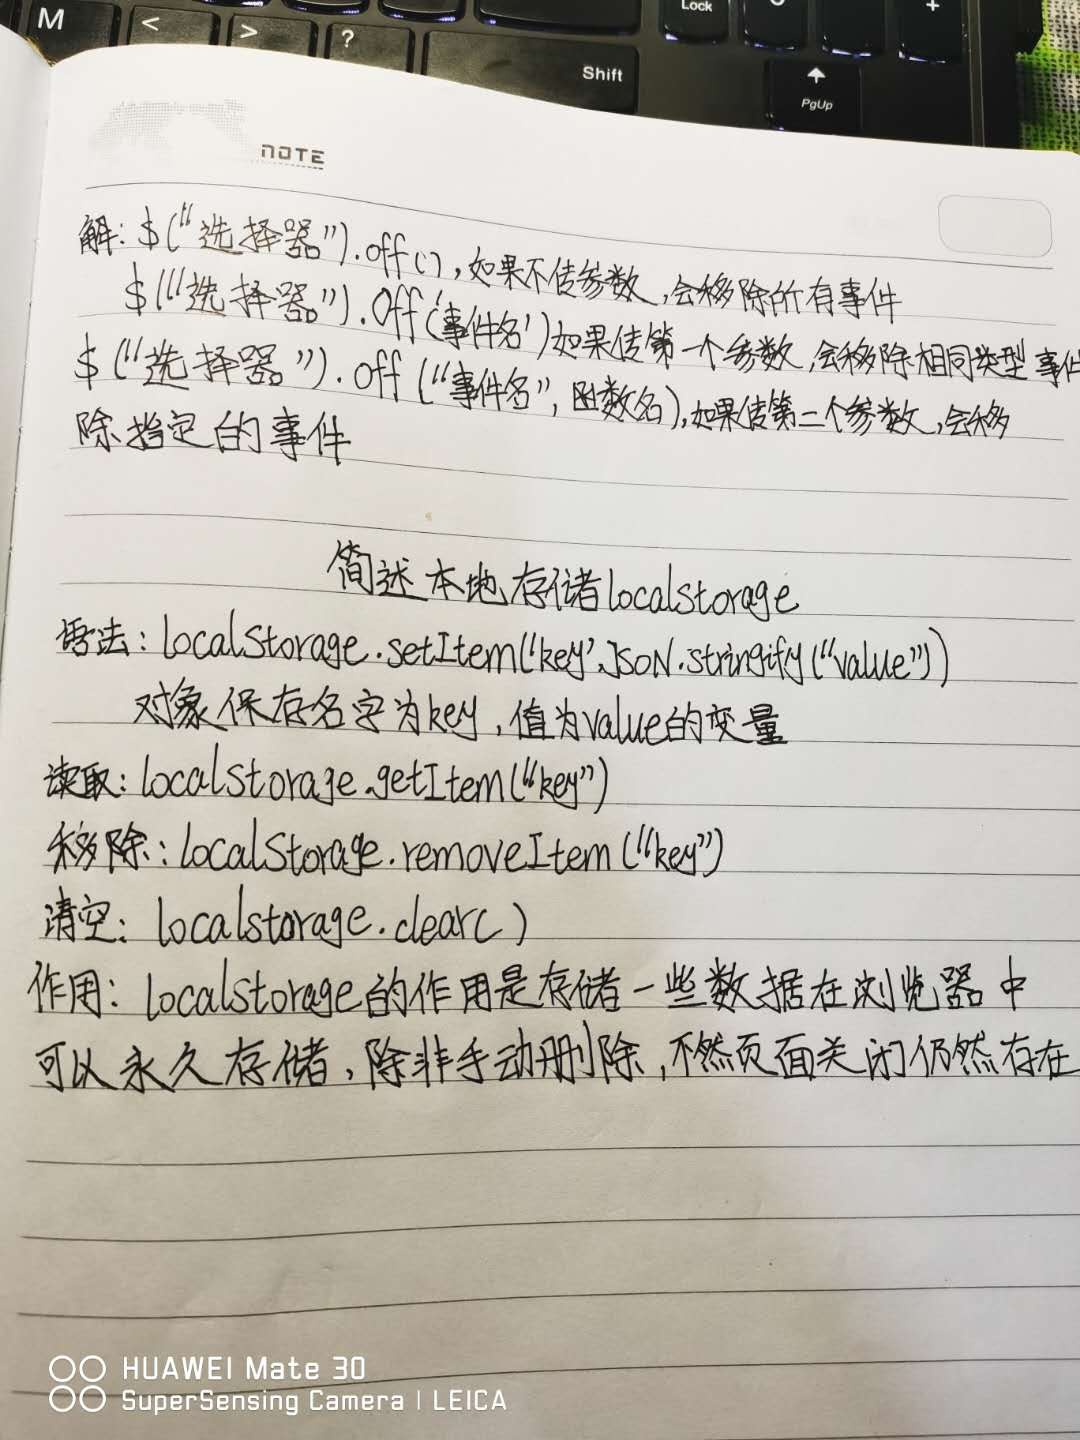 M
<
>
?
Lock
+
Shift
PgUp
NOTE
解: $("选择器").off(), 如果不传参数, 会移除所有事件
$("选择器").Off('事件名')如果传第一个参数, 会移除相同类型事件
$("选择器").off("事件名", 函数名), 如果传第二个参数, 会移
除指定的事件
简述本地存储localstorage
语法: localStorage.setItem("key",JSON.stringify("value"))
对象保存名字为key, 值为value的变量
读取: localstorage.getItem("key")
移除: localStorage.removeItem("key")
清空: localstorage.clear()
作用: localstorage的作用是存储一些数据在浏览器中
可以永久存储, 除非手动删除, 不然页面关闭仍然存在
HUAWEI Mate 30
SuperSensing Camera | LEICA